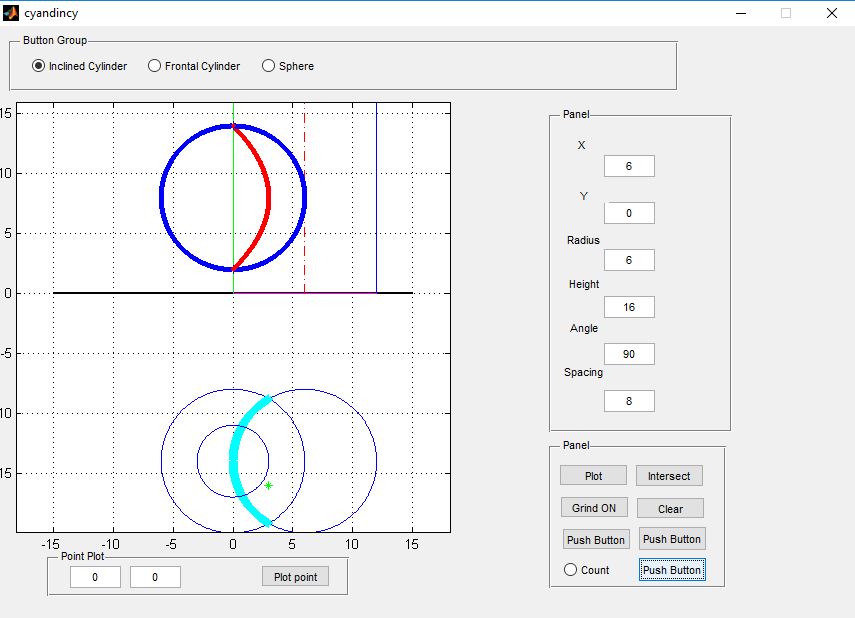 cyandincy
Button Group
Inclined Cylinder Frontal Cylinder Sphere
15
10
5
0
-5
10
15
-15 -10 -5 0 5 10 15
Point Plot
0 0 Plot point
Panel
X
6
Y
0
Radius
6
Height
16
Angle
90
Spacing
8
Panel
Plot Intersect
Grind ON Clear
Push Button Push Button
Count Push Button